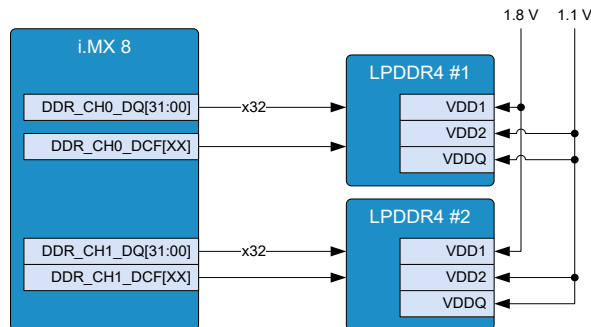 1.8 V 1.1 V
i.MX 8
LPDDR4 #1
DDR_CH0_DQ[31:00] x32 VDD1
VDD2
DDR_CH0_DCF[XX] VDDQ
LPDDR4 #2
DDR_CH1_DQ[31:00] x32 VDD1
DDR_CH1_DCF[XX] VDD2
VDDQ